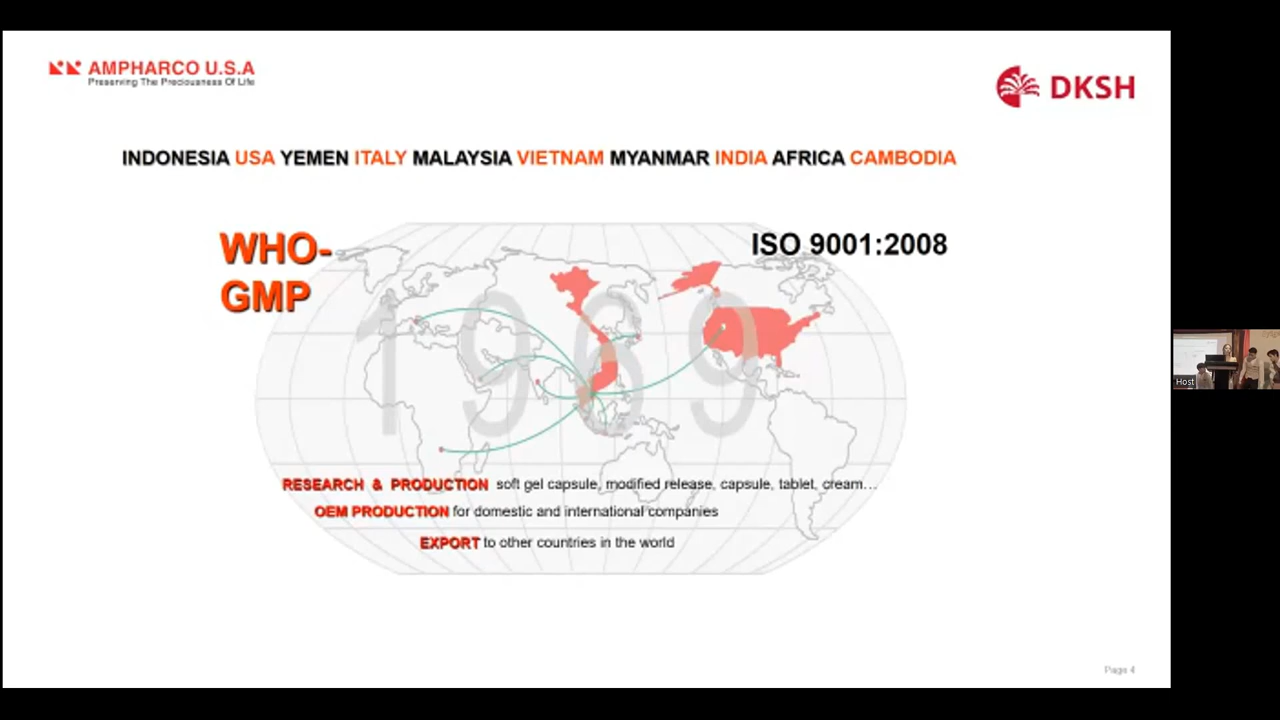 AMPHARCO U.S.A
Preserving The Preciousness Of Life
DKSH
INDONESIA USA YEMEN ITALY MALAYSIA VIETNAM MYANMAR INDIA AFRICA CAMBODIA
WHO-
GMP
ISO 9001:2008
1969
RESEARCH & PRODUCTION soft gel capsule, modified release, capsule, tablet, cream...
OEM PRODUCTION for domestic and international companies
EXPORT to other countries in the world
Page 4
Host